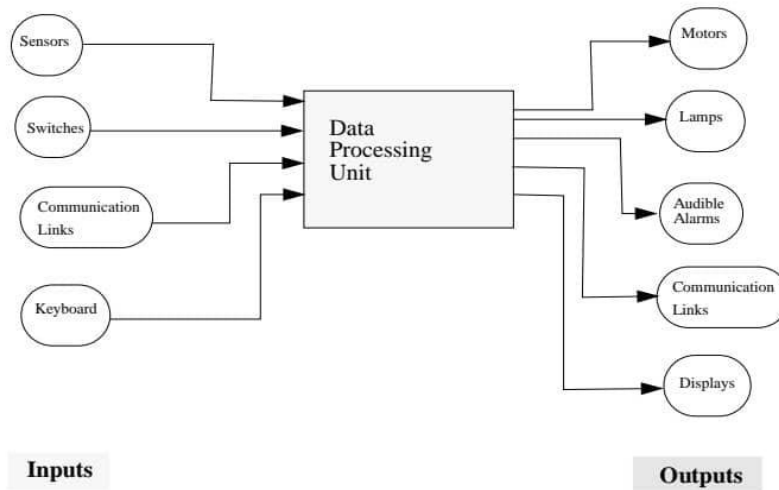 Sensors
Switches
Communication
Links
Keyboard
Data
Processing
Unit
Motors
Lamps
Audible
Alarms
Communication
Links
Displays
Inputs
Outputs